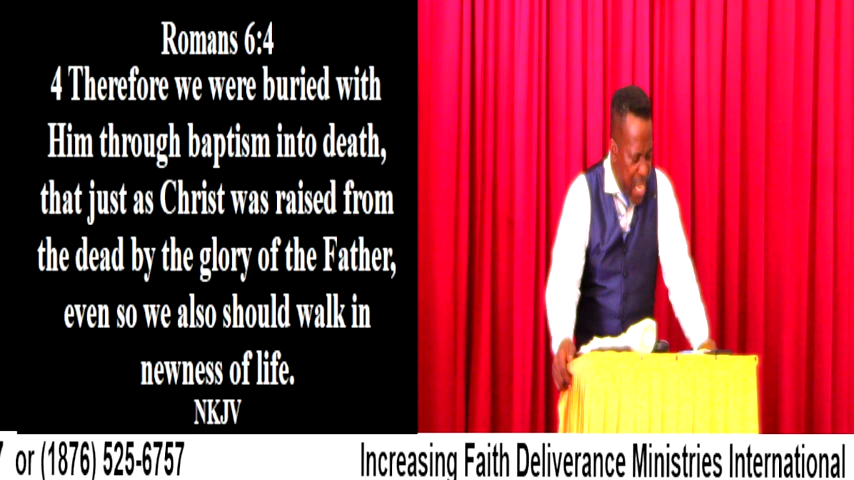 Romans 6:4
4 Therefore we were buried with
Him through baptism into death,
that just as Christ was raised from
the dead by the glory of the Father,
even so we also should walk in
newness of life.
NKJV
7 or (1876) 525-6757 Increasing Faith Deliverance Ministries International